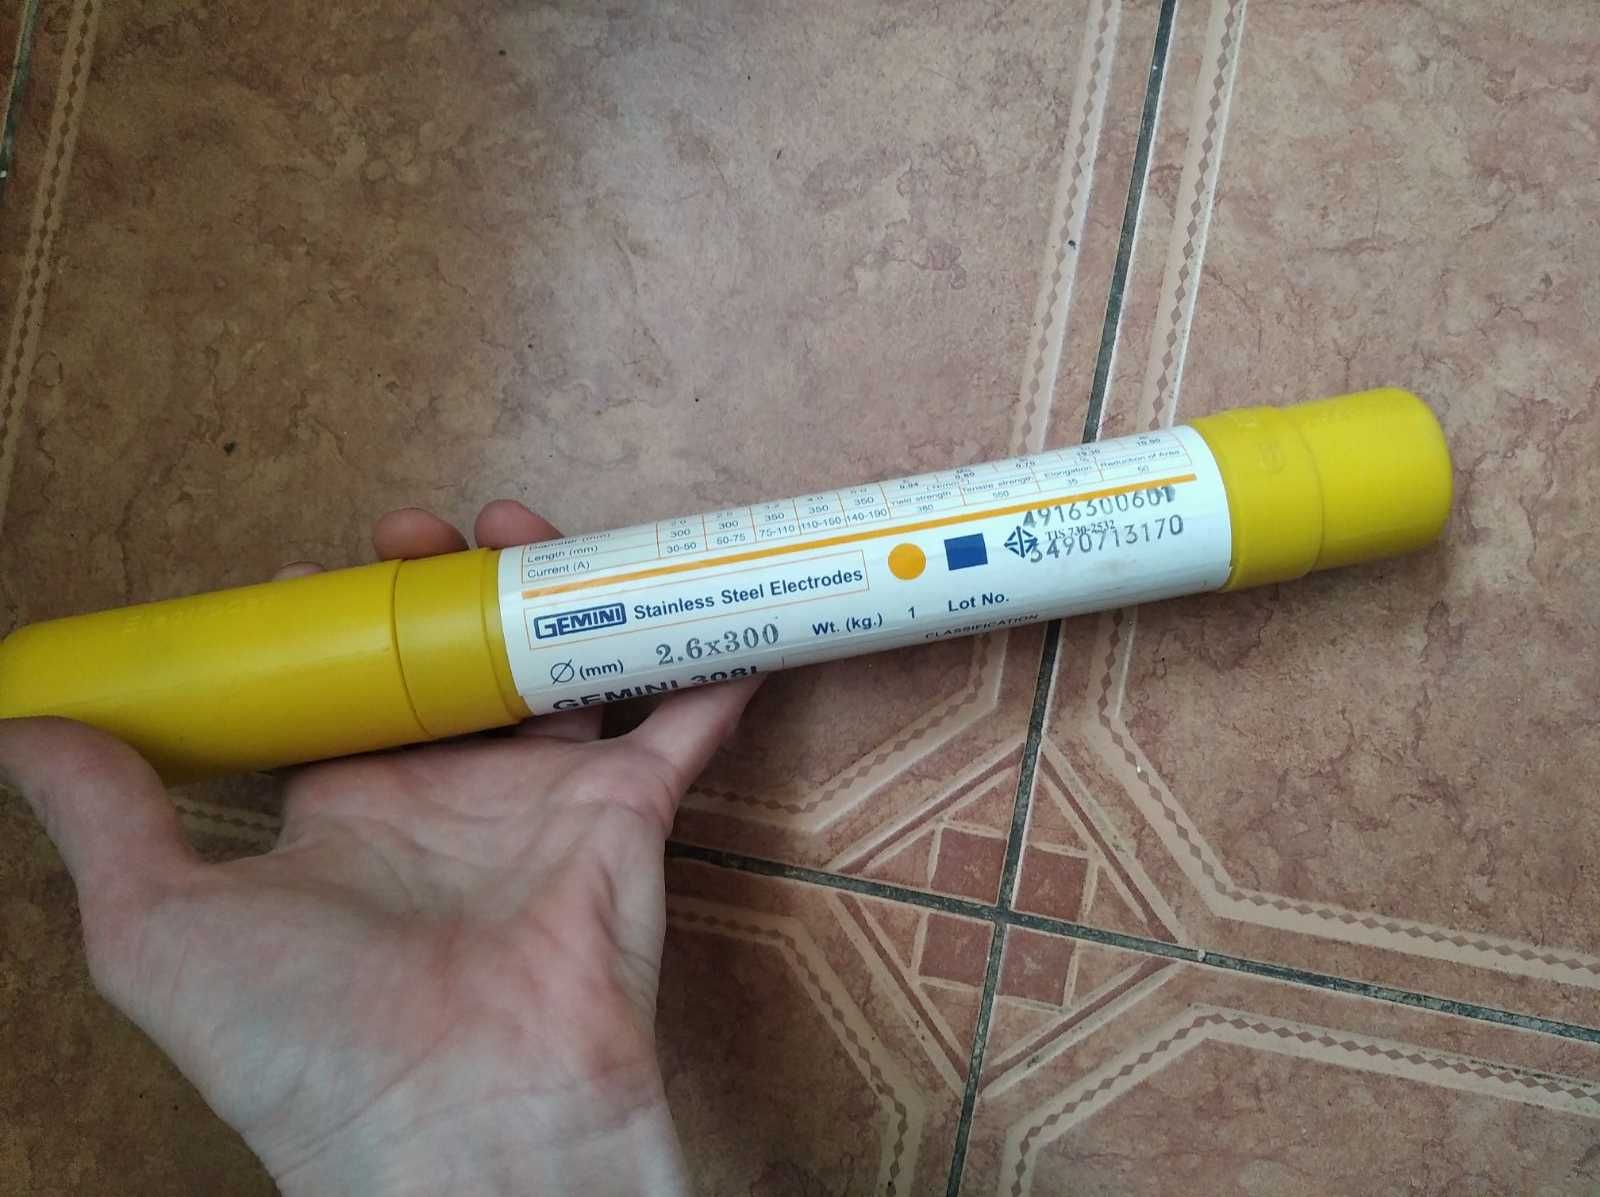 Diameter (mm) 2.0 2.6 3.2 4.0 5.0
Length (mm) 300 300 350 350 350
Current (A) 30-50 50-75 75-110 110-150 140-190
Yield strength Tensile strength Elongation Reduction of Area
380 550 35 50
GEMINI Stainless Steel Electrodes
TIS 730-2532
3490713170
Ø (mm) 2.6x300 Wt. (kg.) 1 Lot No.
GEMINI 308L CLASSIFICATION